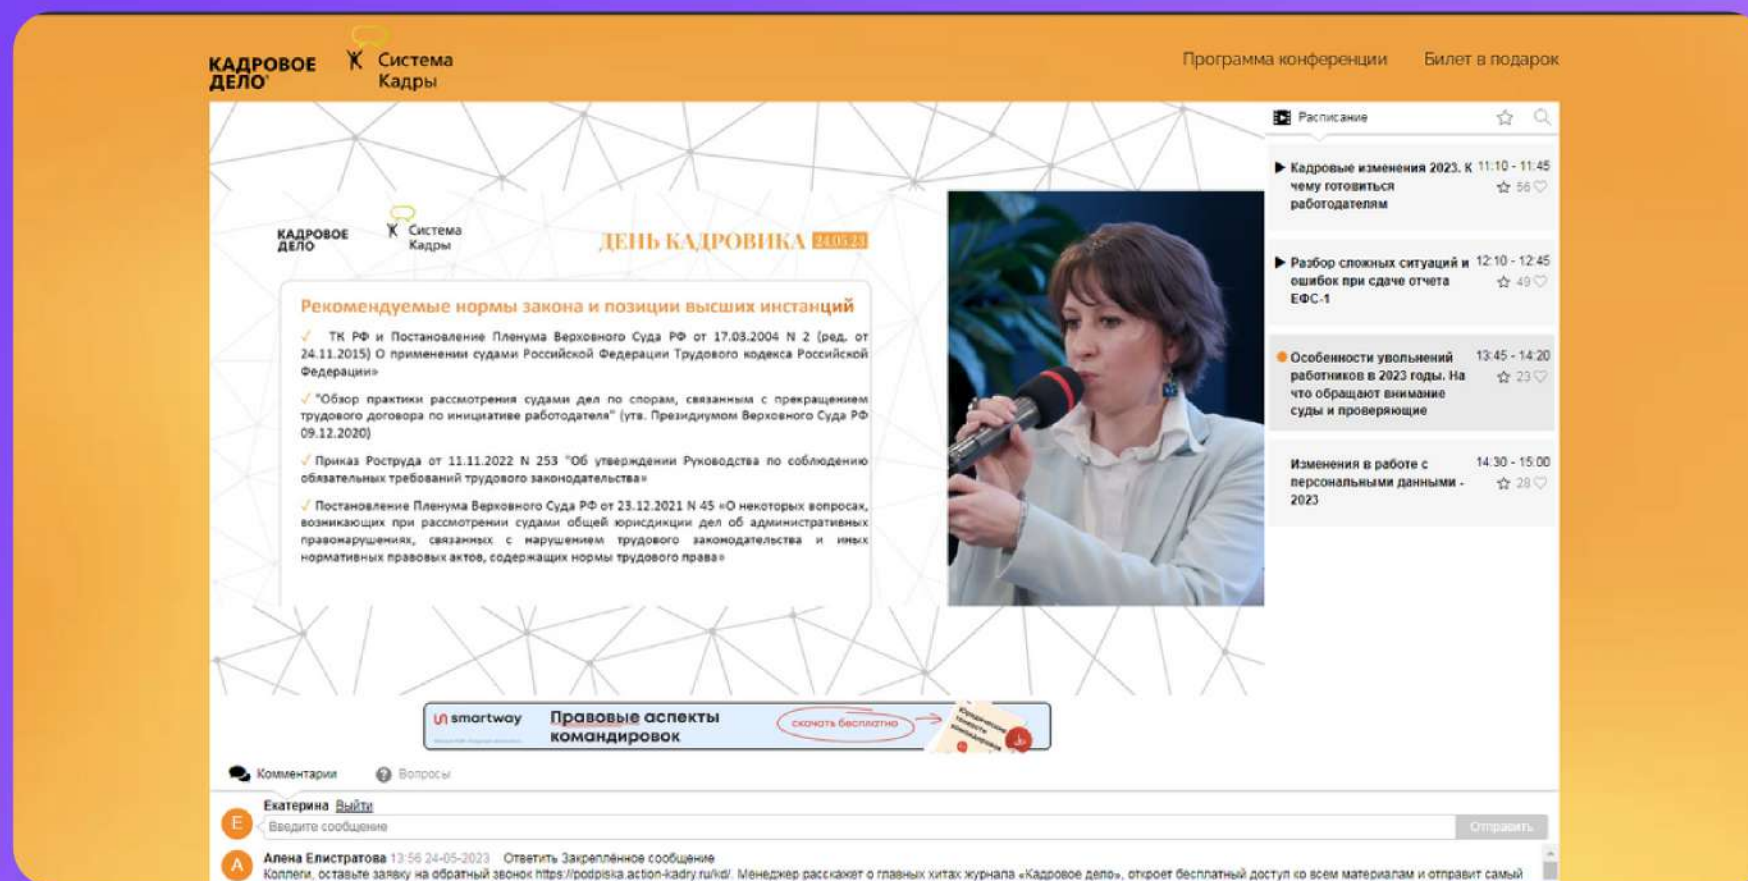 КАДРОВОЕ
ДЕЛО
Система
Кадры
Программа конференции
Билет в подарок
КАДРОВОЕ
ДЕЛО
Система
Кадры
ДЕНЬ КАДРОВИКА 24.05.23
Рекомендуемые нормы закона и позиции высших инстанций
✓ ТК РФ и Постановление Пленума Верховного Суда РФ от 17.03.2004 N 2 (ред. от
24.11.2015) О применении судами Российской Федерации Трудового кодекса Российской
Федерации»
✓ "Обзор практики рассмотрения судами дел по спорам, связанным с прекращением
трудового договора по инициативе работодателя" (утв. Президиумом Верховного Суда РФ
09.12.2020)
✓ Приказ Роструда от 11.11.2022 N 253 "Об утверждении Руководства по соблюдению
обязательных требований трудового законодательства»
✓ Постановление Пленума Верховного Суда РФ от 23.12.2021 N 45 «О некоторых вопросах,
возникающих при рассмотрении судами общей юрисдикции дел об административных
правонарушениях, связанных с нарушением трудового законодательства и иных
нормативных правовых актов, содержащих нормы трудового права»
Расписание
Кадровые изменения 2023. К 11:10 - 11:45
чему готовиться 56
работодателям
Разбор сложных ситуаций и 12:10 - 12:45
ошибок при сдаче отчета 49
ЕФС-1
Особенности увольнений 13:45 - 14:20
работников в 2023 годы. На 23
что обращают внимание
суды и проверяющие
Изменения в работе с 14:30 - 15:00
персональными данными - 28
2023
smartway
Правовые аспекты
командировок
скачать бесплатно
Юридические
тонкости
командировок
Комментарии
Вопросы
Екатерина Выйти
Е
Введите сообщение
Отправить
А
Алена Елистратова 13:56 24-05-2023 Ответить Закреплённое сообщение
Коллеги, оставьте заявку на обратный звонок https://podpiska.action-kadry.ru/kd/. Менеджер расскажет о главных хитах журнала «Кадровое дело», откроет бесплатный доступ ко всем материалам и отправит самый